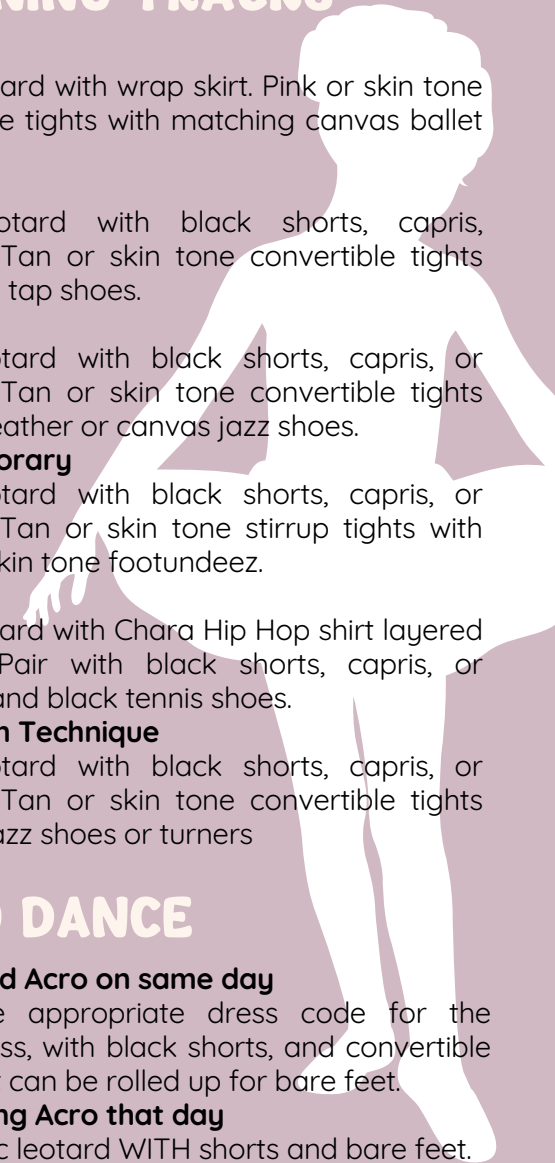 NING TRACKS
ard with wrap skirt. Pink or skin tone
e tights with matching canvas ballet
otard with black shorts, capris,
Tan or skin tone convertible tights
tap shoes.
tard with black shorts, capris, or
Tan or skin tone convertible tights
eather or canvas jazz shoes.
orary
tard with black shorts, capris, or
Tan or skin tone stirrup tights with
kin tone footundeez.
ard with Chara Hip Hop shirt layered
Pair with black shorts, capris, or
and black tennis shoes.
n Technique
tard with black shorts, capris, or
Tan or skin tone convertible tights
azz shoes or turners
DANCE
d Acro on same day
e appropriate dress code for the
ss, with black shorts, and convertible
can be rolled up for bare feet.
ng Acro that day
c leotard WITH shorts and bare feet.